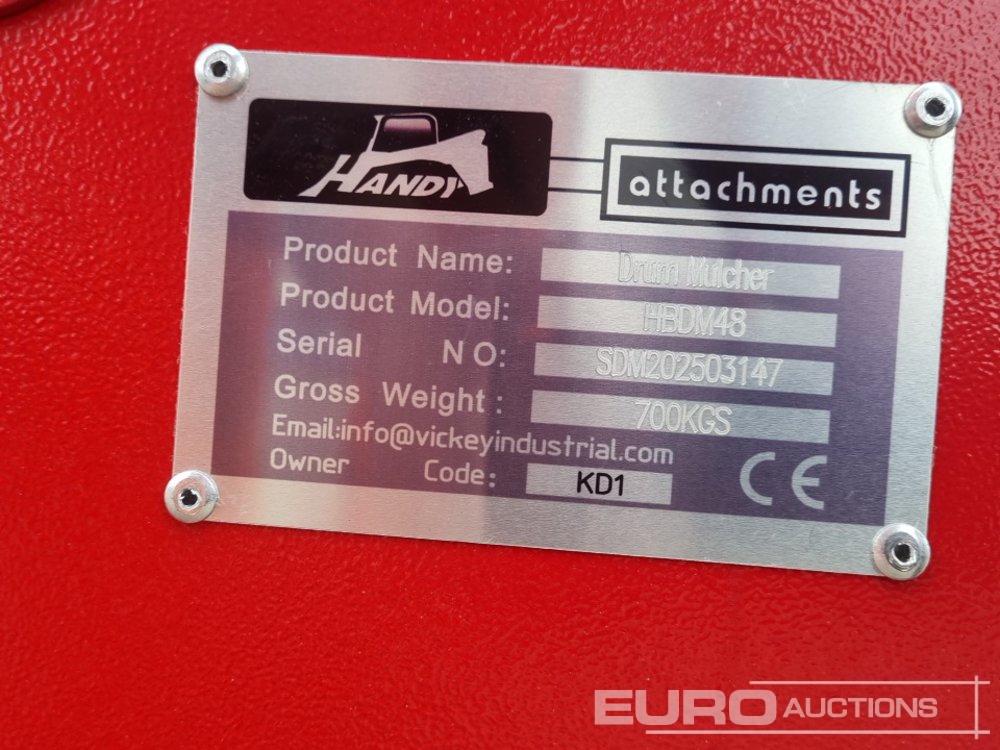 HANDY
attachments
Product Name: Drum Mulcher
Product Model: HBDM48
Serial NO: SDM202503147
Gross Weight: 700KGS
Email:info@vickeyindustrial.com
Owner Code: KD1
CE
EURO AUCTIONS